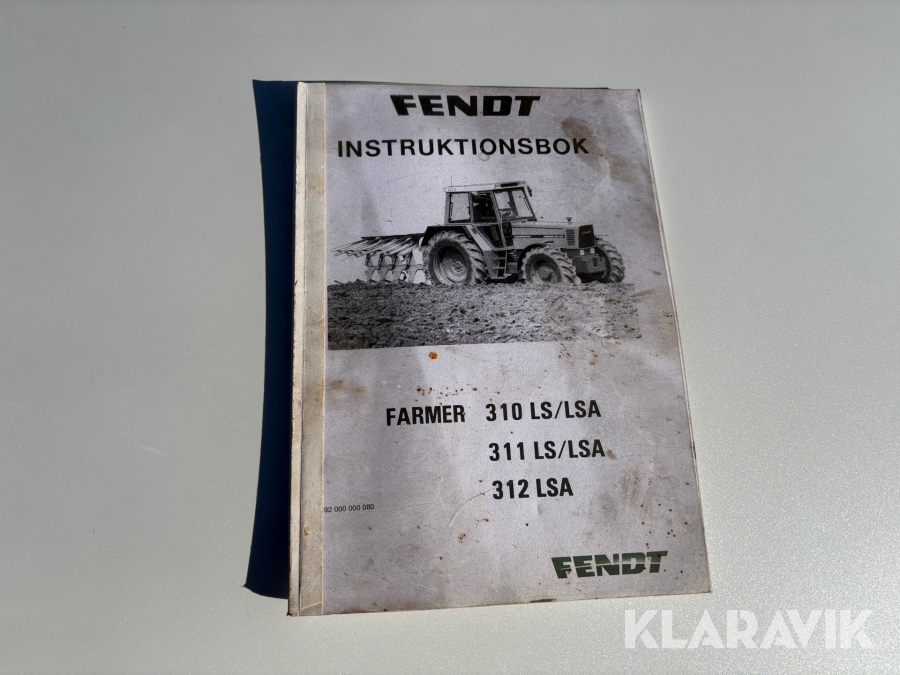 FENDT
INSTRUKTIONSBOK
FARMER 310 LS/LSA
311 LS/LSA
312 LSA
92 000 000 080
FENDT
KLARAVIK